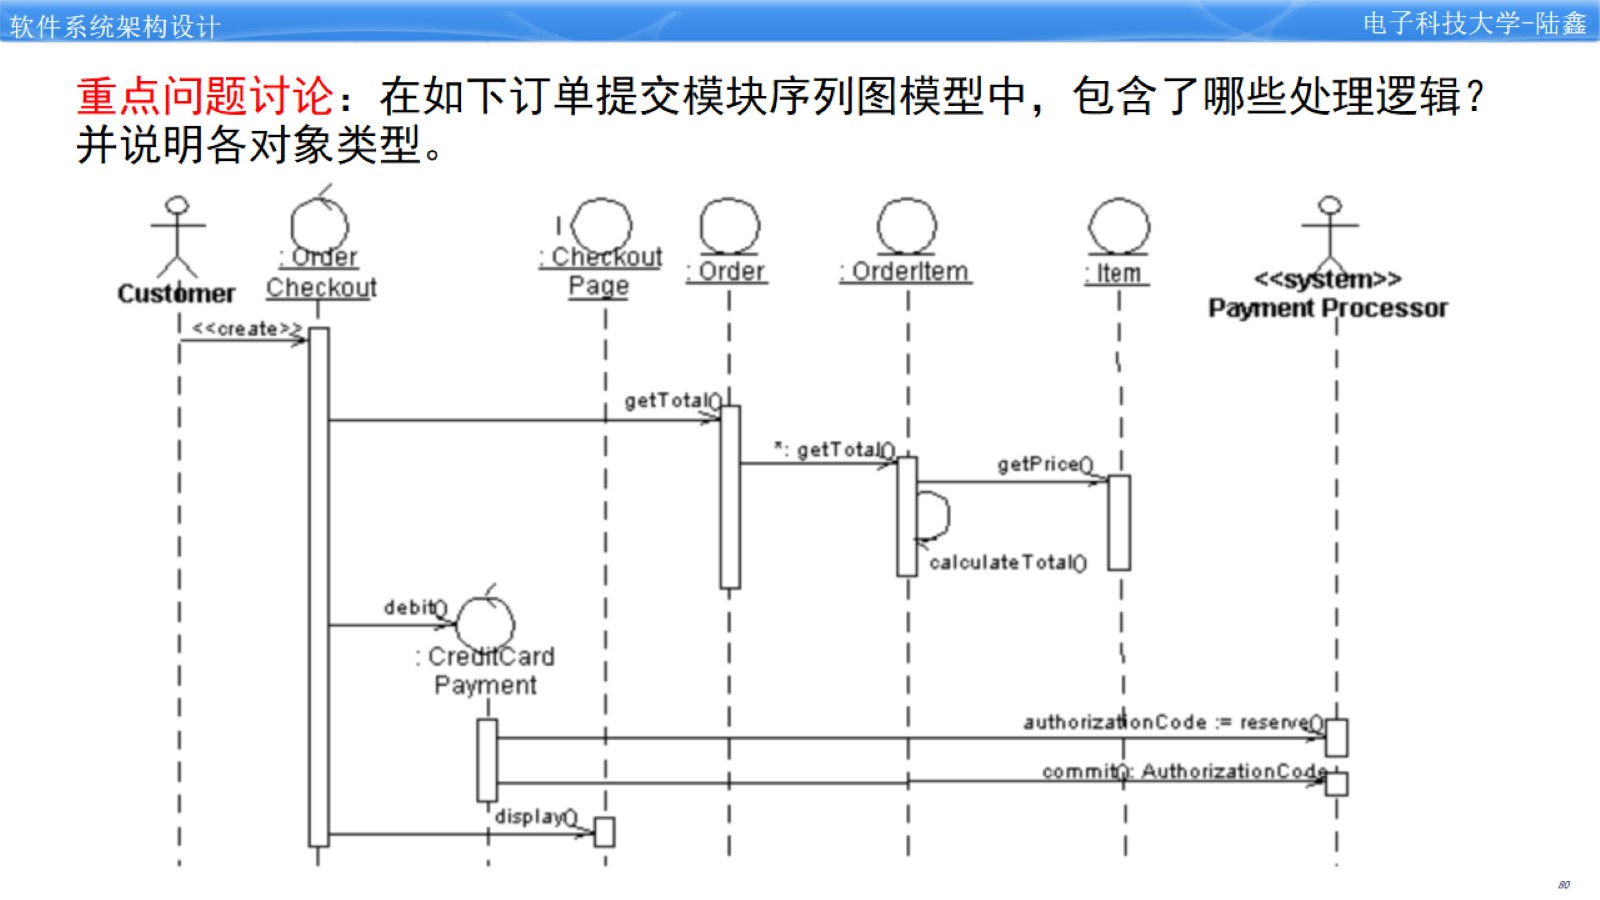 软件系统架构设计
电子科技大学-陆鑫
重点问题讨论：在如下订单提交模块序列图模型中，包含了哪些处理逻辑？
并说明各对象类型。
Customer
: Order
Checkout
: Checkout
Page
: Order
: OrderItem
: Item
<<system>>
Payment Processor
<<create>>
getTotal()
*: getTotal()
getPrice()
calculateTotal()
debit()
: CreditCard
Payment
authorizationCode := reserve()
commit(): AuthorizationCode
display()
80